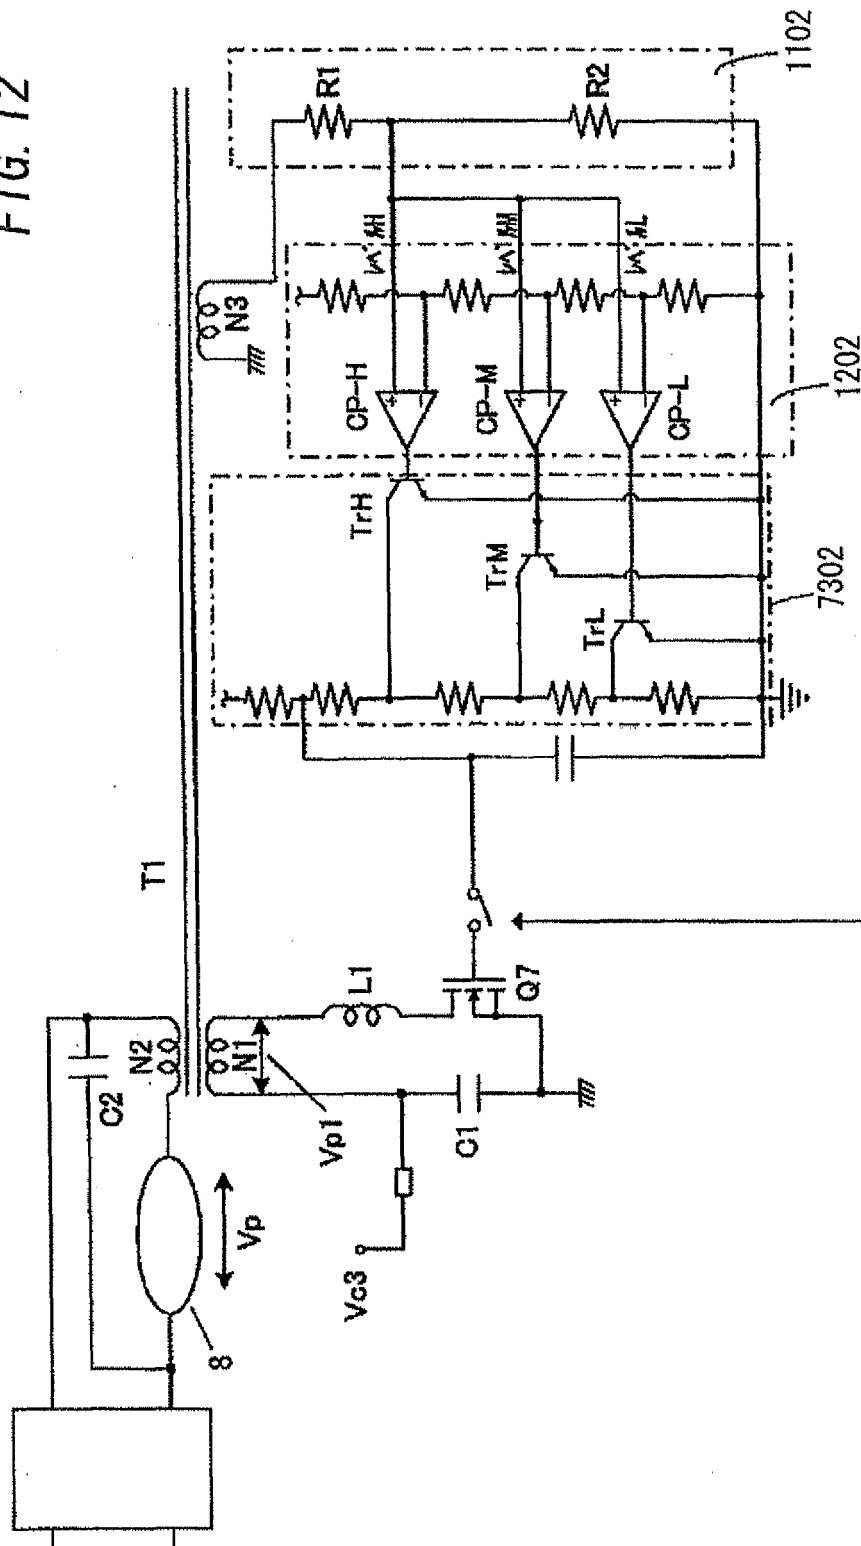 FIG. 12
T1
N2
C2
N1
Vp1
L1
Q7
C1
Vc3
Vp
8
N3
R1
R2
1102
CP-H
CP-M
CP-L
1202
TrH
TrM
TrL
7302
+
−
+
−
+
−